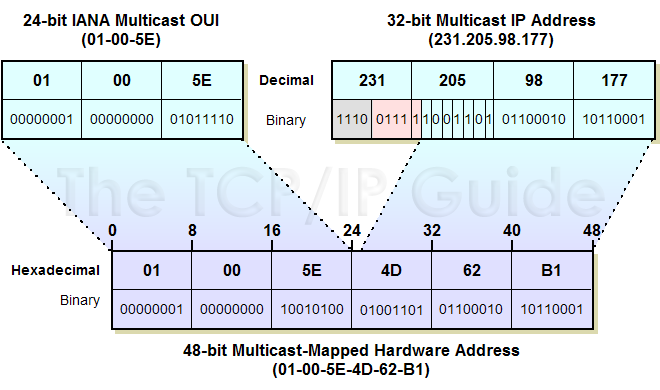 24-bit IANA Multicast OUI
(01-00-5E)
32-bit Multicast IP Address
(231.205.98.177)
01 00 5E Decimal 231 205 98 177
00000001 00000000 01011110 Binary 1110 0111 1 1 0 0 1 1 0 1 01100010 10110001
The TCP/IP Guide
0 8 16 24 32 40 48
Hexadecimal 01 00 5E 4D 62 B1
Binary 00000001 00000000 10010100 01001101 01100010 10110001
48-bit Multicast-Mapped Hardware Address
(01-00-5E-4D-62-B1)